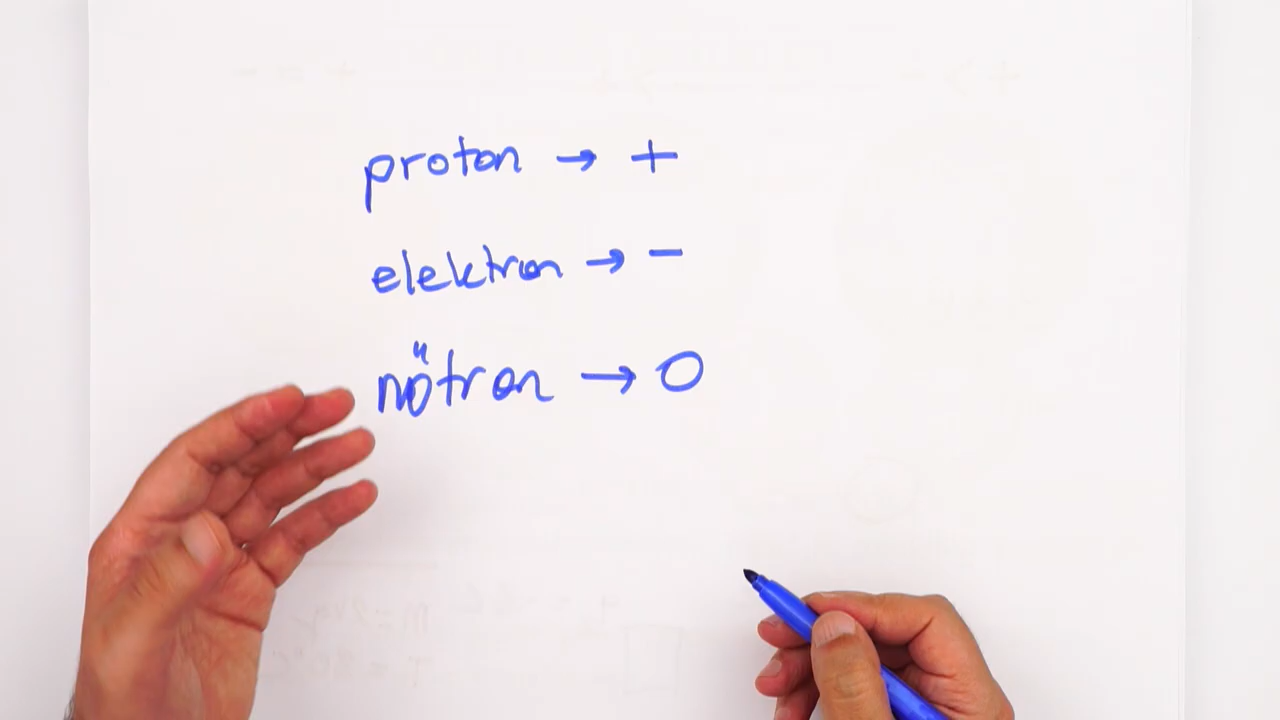 proton → +
elektron → -
nötron → 0